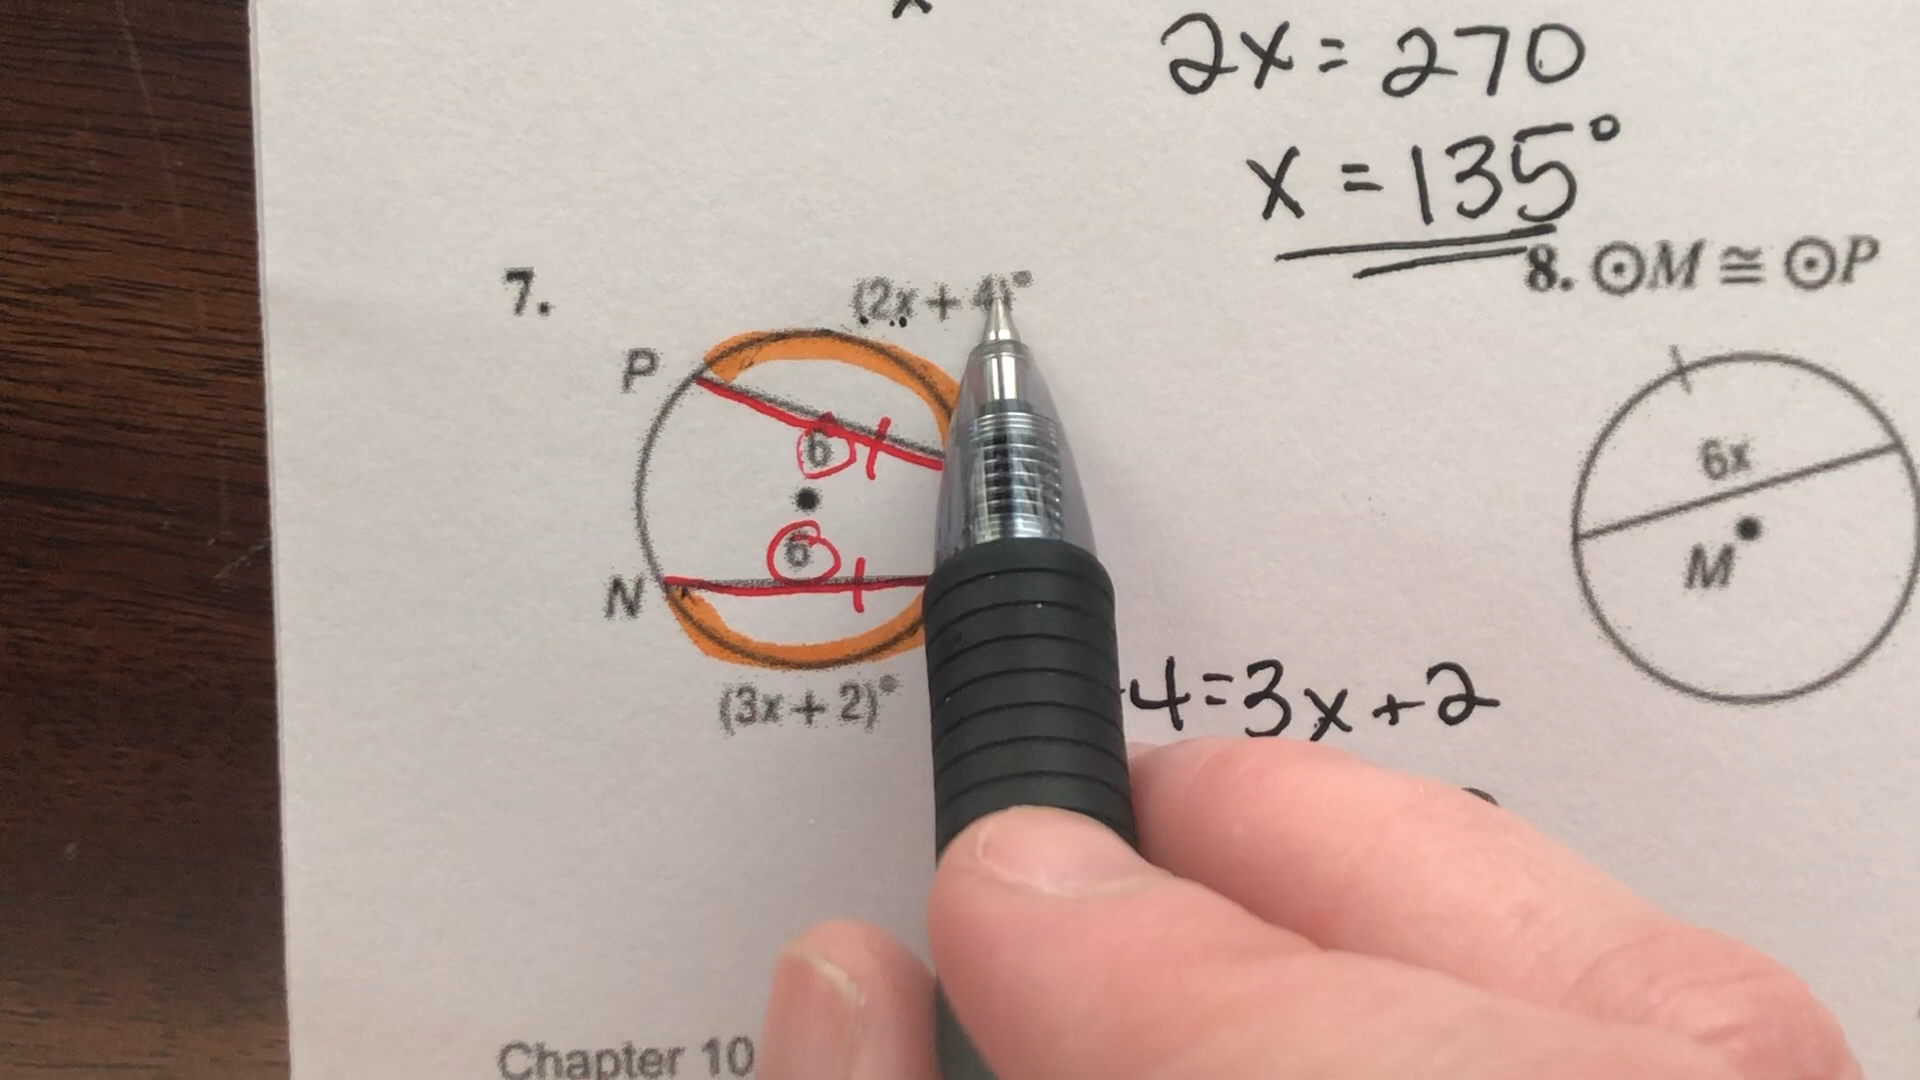 2x = 270
x = 135°
7.
(2x + 4)°
8. ⊙M ≅ ⊙P
P
6
6x
6
M
N
(3x + 2)°
4 = 3x + 2
Chapter 10